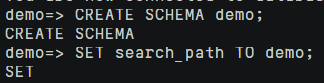 demo=> CREATE SCHEMA demo;
CREATE SCHEMA
demo=> SET search_path TO demo;
SET